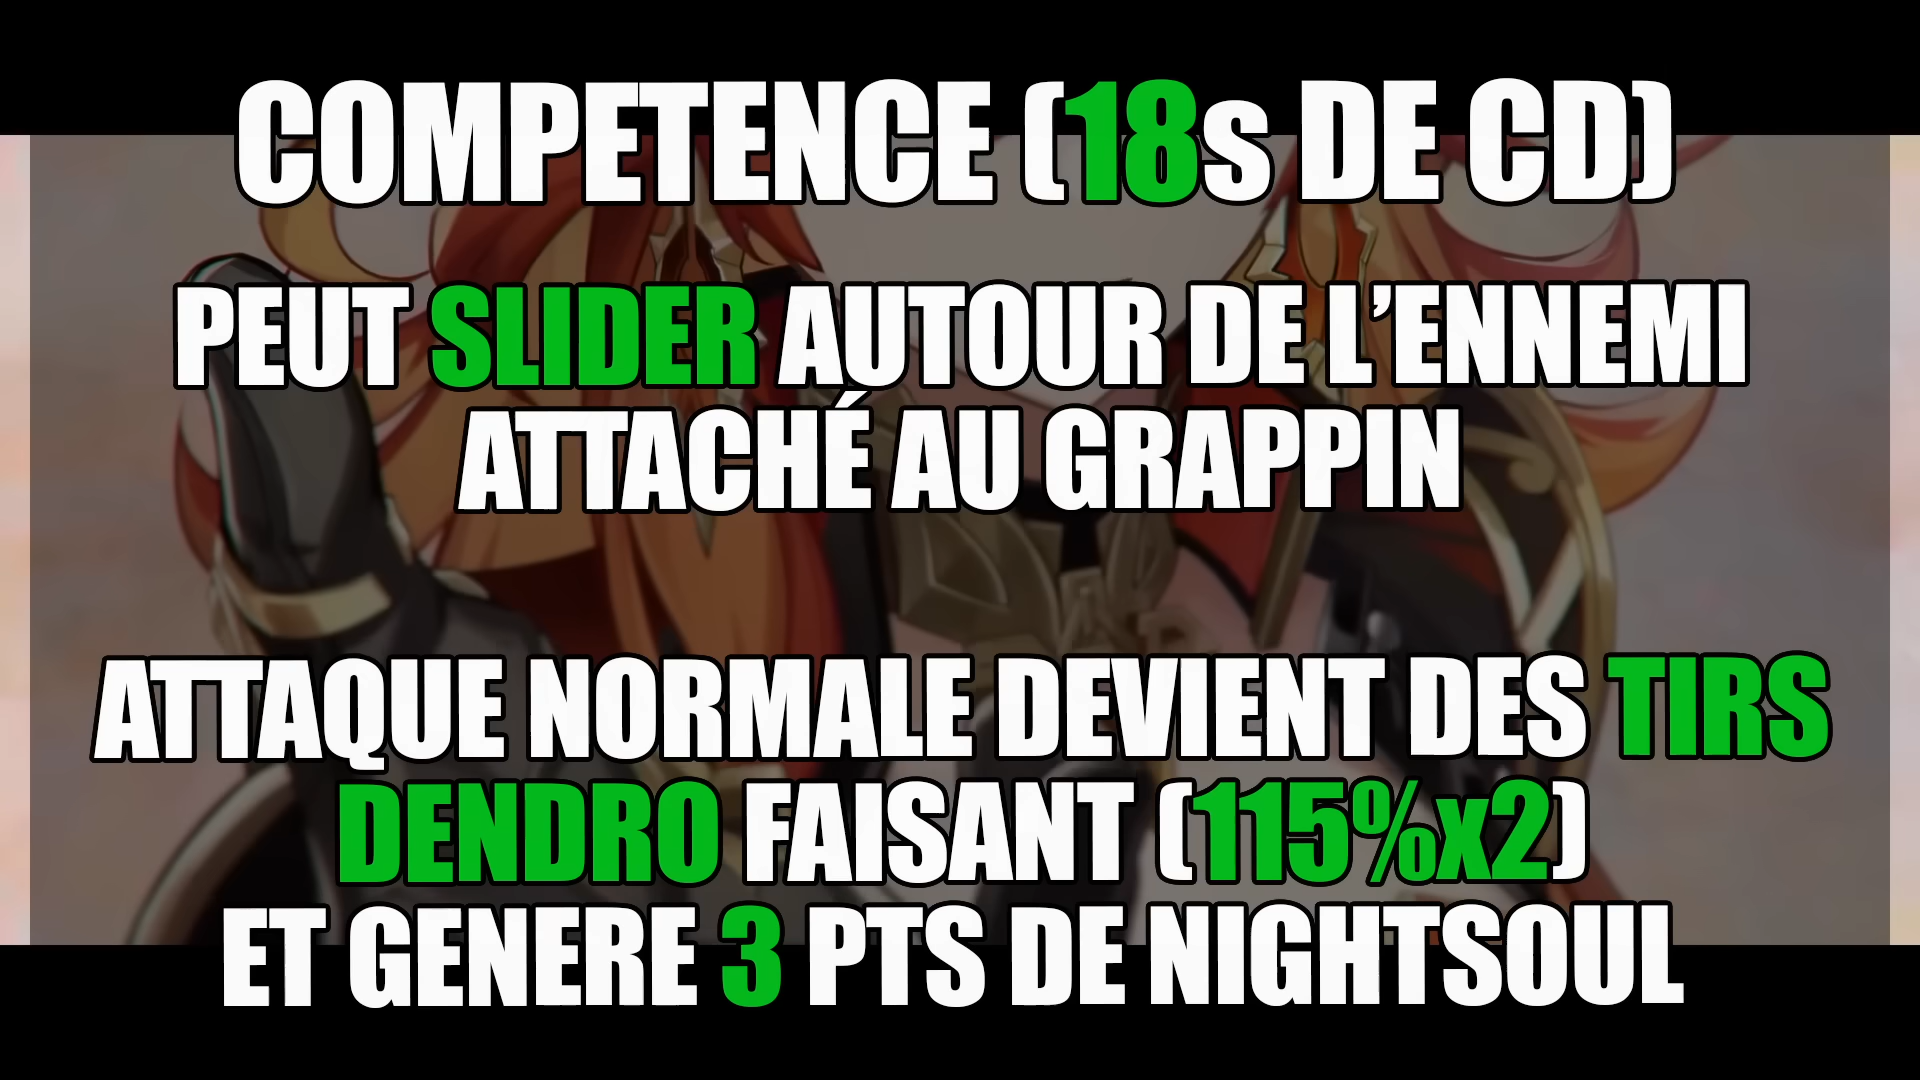 COMPETENCE (18s DE CD)
PEUT SLIDER AUTOUR DE L’ENNEMI
ATTACHÉ AU GRAPPIN
ATTAQUE NORMALE DEVIENT DES TIRS
DENDRO FAISANT (115%x2)
ET GENERE 3 PTS DE NIGHTSOUL